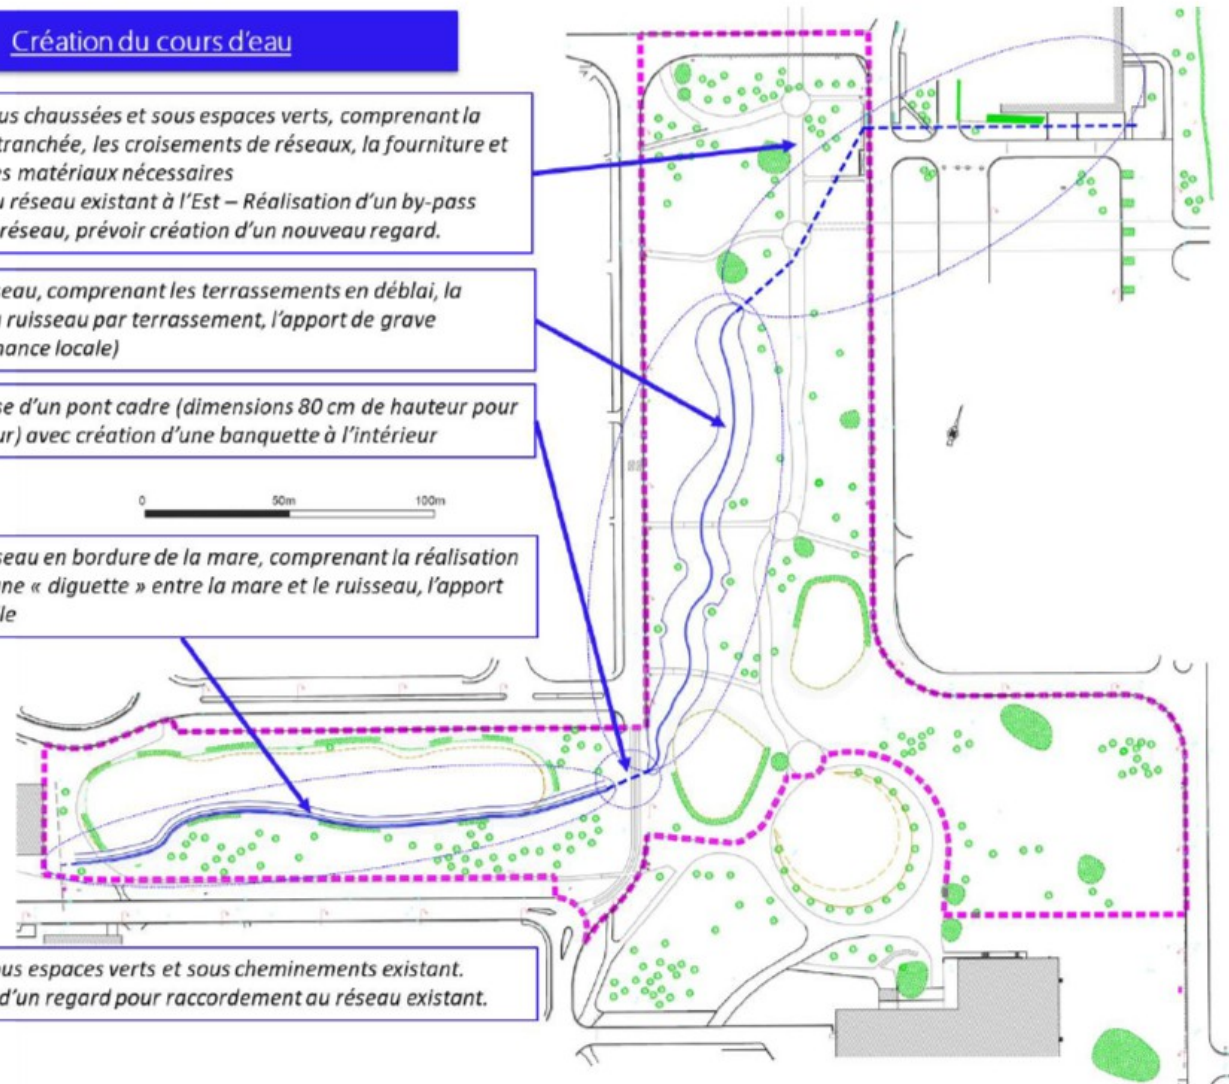 Création du cours d'eau
us chaussées et sous espaces verts, comprenant la
tranchée, les croisements de réseaux, la fourniture et
es matériaux nécessaires
u réseau existant à l'Est – Réalisation d'un by-pass
réseau, prévoir création d'un nouveau regard.
seau, comprenant les terrassements en déblai, la
u ruisseau par terrassement, l'apport de grave
nance locale)
se d'un pont cadre (dimensions 80 cm de hauteur pour
ur) avec création d'une banquette à l'intérieur
0 50m 100m
seau en bordure de la mare, comprenant la réalisation
une « diguette » entre la mare et le ruisseau, l'apport
le
ous espaces verts et sous cheminements existant.
d'un regard pour raccordement au réseau existant.